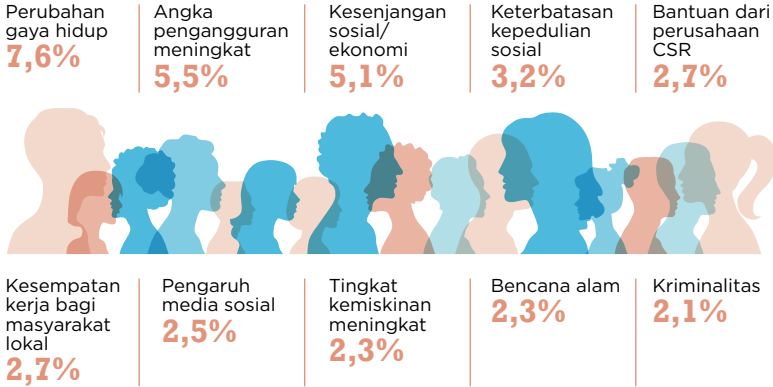 Perubahan
gaya hidup
7,6%
Angka
pengangguran
meningkat
5,5%
Kesenjangan
sosial/
ekonomi
5,1%
Keterbatasan
kepedulian
sosial
3,2%
Bantuan dari
perusahaan
CSR
2,7%
Kesempatan
kerja bagi
masyarakat
lokal
2,7%
Pengaruh
media sosial
2,5%
Tingkat
kemiskinan
meningkat
2,3%
Bencana alam
2,3%
Kriminalitas
2,1%